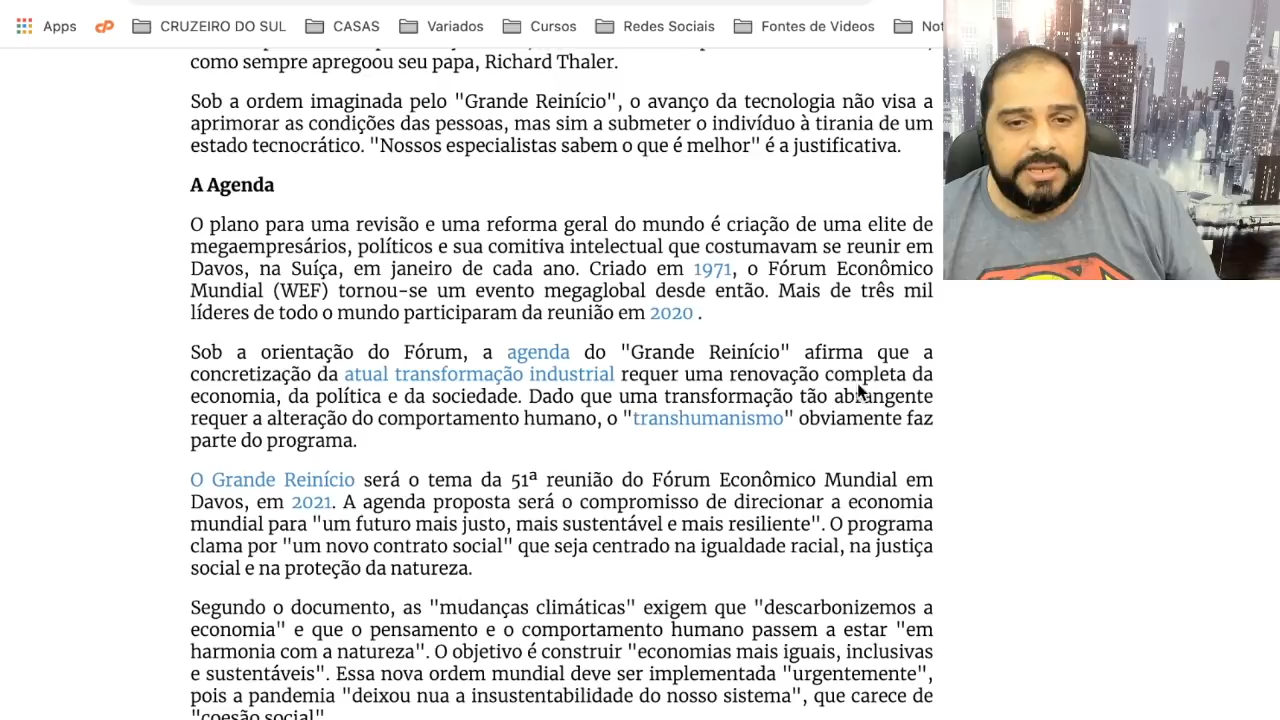 Apps CRUZEIRO DO SUL CASAS Variados Cursos Redes Sociais Fontes de Videos
como sempre apregoou seu papa, Richard Thaler.
Sob a ordem imaginada pelo "Grande Reinício", o avanço da tecnologia não visa a
aprimorar as condições das pessoas, mas sim a submeter o indivíduo à tirania de um
estado tecnocrático. "Nossos especialistas sabem o que é melhor" é a justificativa.
A Agenda
O plano para uma revisão e uma reforma geral do mundo é criação de uma elite de
megaempresários, políticos e sua comitiva intelectual que costumavam se reunir em
Davos, na Suíça, em janeiro de cada ano. Criado em 1971, o Fórum Econômico
Mundial (WEF) tornou-se um evento megaglobal desde então. Mais de três mil
líderes de todo o mundo participaram da reunião em 2020 .
Sob a orientação do Fórum, a agenda do "Grande Reinício" afirma que a
concretização da atual transformação industrial requer uma renovação completa da
economia, da política e da sociedade. Dado que uma transformação tão abrangente
requer a alteração do comportamento humano, o "transhumanismo" obviamente faz
parte do programa.
O Grande Reinício será o tema da 51ª reunião do Fórum Econômico Mundial em
Davos, em 2021. A agenda proposta será o compromisso de direcionar a economia
mundial para "um futuro mais justo, mais sustentável e mais resiliente". O programa
clama por "um novo contrato social" que seja centrado na igualdade racial, na justiça
social e na proteção da natureza.
Segundo o documento, as "mudanças climáticas" exigem que "descarbonizemos a
economia" e que o pensamento e o comportamento humano passem a estar "em
harmonia com a natureza". O objetivo é construir "economias mais iguais, inclusivas
e sustentáveis". Essa nova ordem mundial deve ser implementada "urgentemente",
pois a pandemia "deixou nua a insustentabilidade do nosso sistema", que carece de
"coesão social".